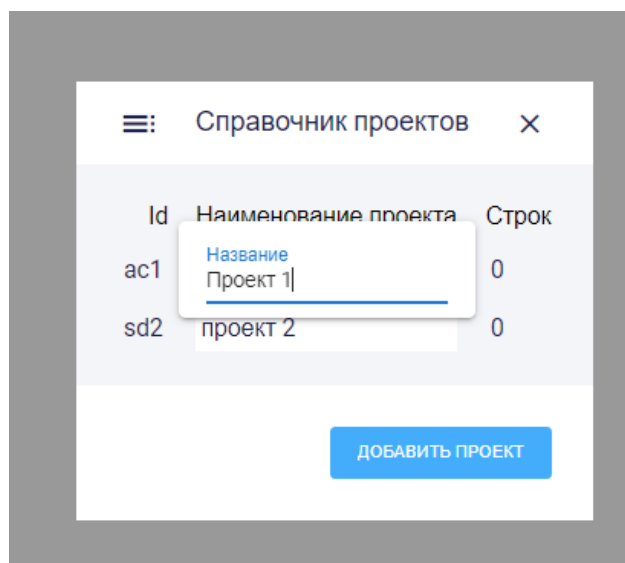 Справочник проектов
Id Наименование проекта Строк
Название
ac1 Проект 1 0
sd2 проект 2 0
ДОБАВИТЬ ПРОЕКТ